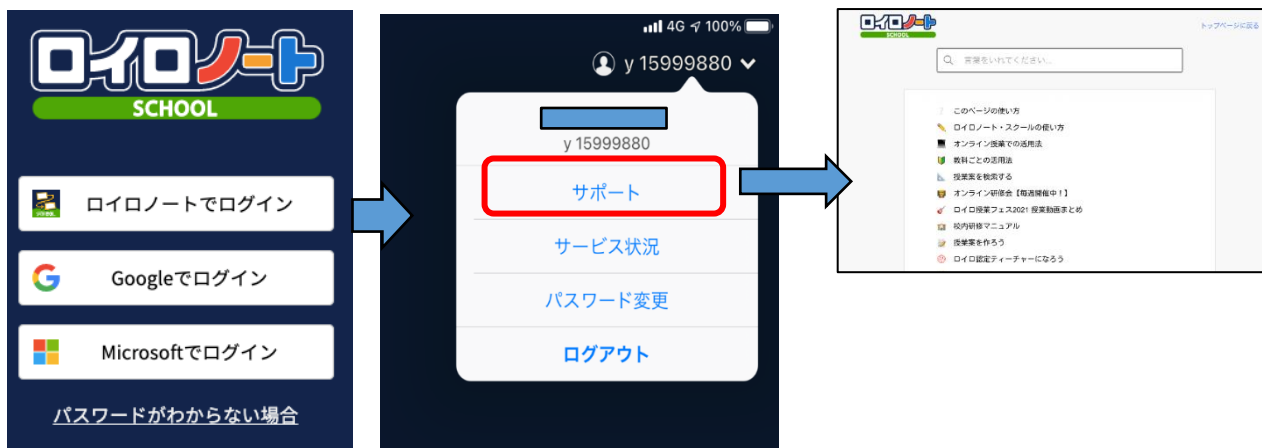 ロイロノート
SCHOOL
ロイロノートでログイン
Googleでログイン
Microsoftでログイン
パスワードがわからない場合
4G 100%
y 15999880
y 15999880
サポート
サービス状況
パスワード変更
ログアウト
ロイロノート
SCHOOL
トップページに戻る
言葉をいれてください...
このページの使い方
ロイロノート・スクールの使い方
オンライン授業での活用法
教科ごとの活用法
授業案を検索する
オンライン研修会【毎週開催中!】
ロイロ授業フェス2021 授業動画まとめ
校内研修マニュアル
授業案を作ろう
ロイロ認定ティーチャーになろう